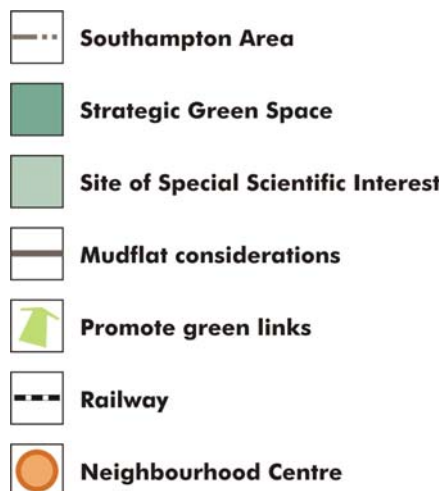 Southampton Area
Strategic Green Space
Site of Special Scientific Interest
Mudflat considerations
Promote green links
Railway
Neighbourhood Centre